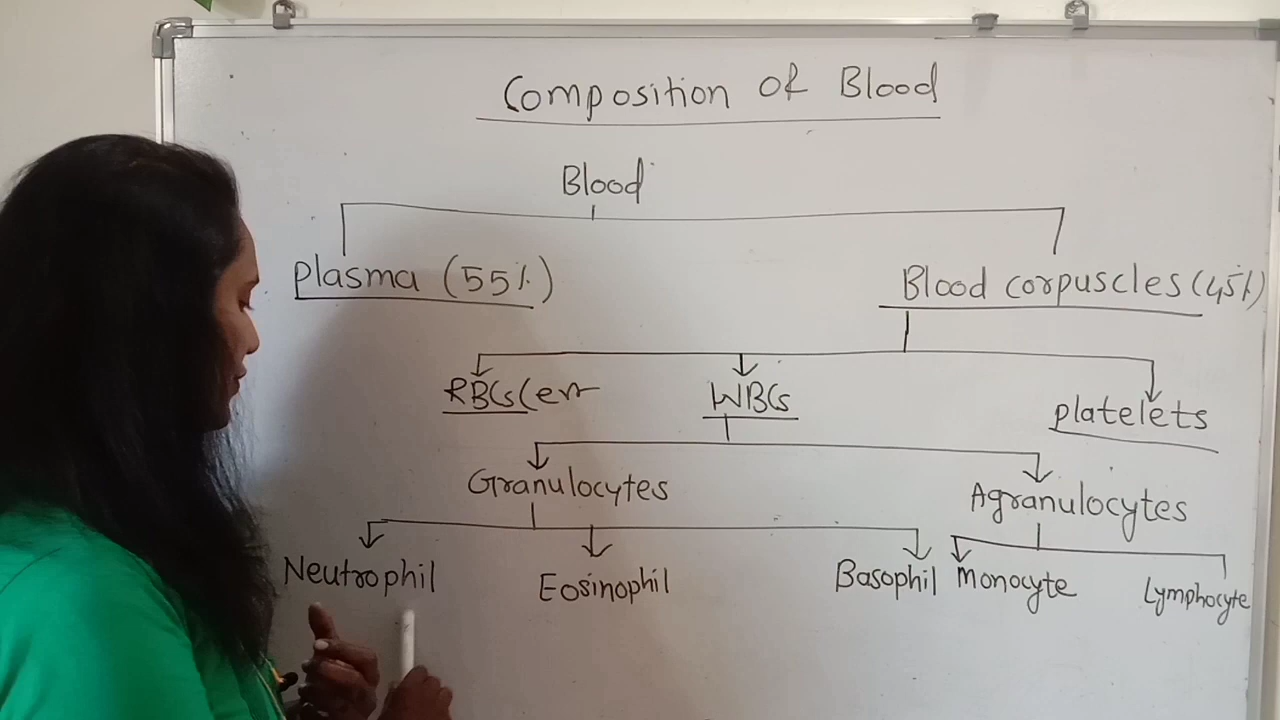 Composition Of Blood
Blood
Plasma (55%)
Blood corpuscles (45%)
RBCs (er
WBCs
platelets
Granulocytes
Agranulocytes
Neutrophil
Eosinophil
Basophil
Monocyte
Lymphocyte